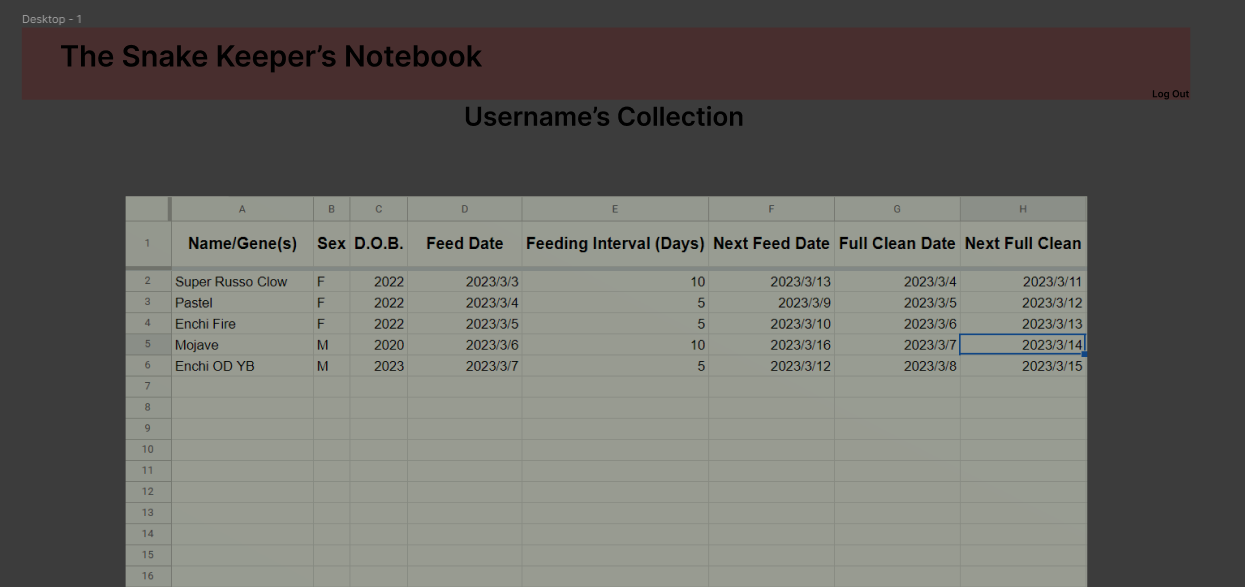 Desktop - 1
The Snake Keeper’s Notebook
Log Out
Username’s Collection
A B C D E F G H
1 Name/Gene(s) Sex D.O.B. Feed Date Feeding Interval (Days) Next Feed Date Full Clean Date Next Full Clean
2 Super Russo Clow F 2022 2023/3/3 10 2023/3/13 2023/3/4 2023/3/11
3 Pastel F 2022 2023/3/4 5 2023/3/9 2023/3/5 2023/3/12
4 Enchi Fire F 2022 2023/3/5 5 2023/3/10 2023/3/6 2023/3/13
5 Mojave M 2020 2023/3/6 10 2023/3/16 2023/3/7 2023/3/14
6 Enchi OD YB M 2023 2023/3/7 5 2023/3/12 2023/3/8 2023/3/15
7
8
9
10
11
12
13
14
15
16